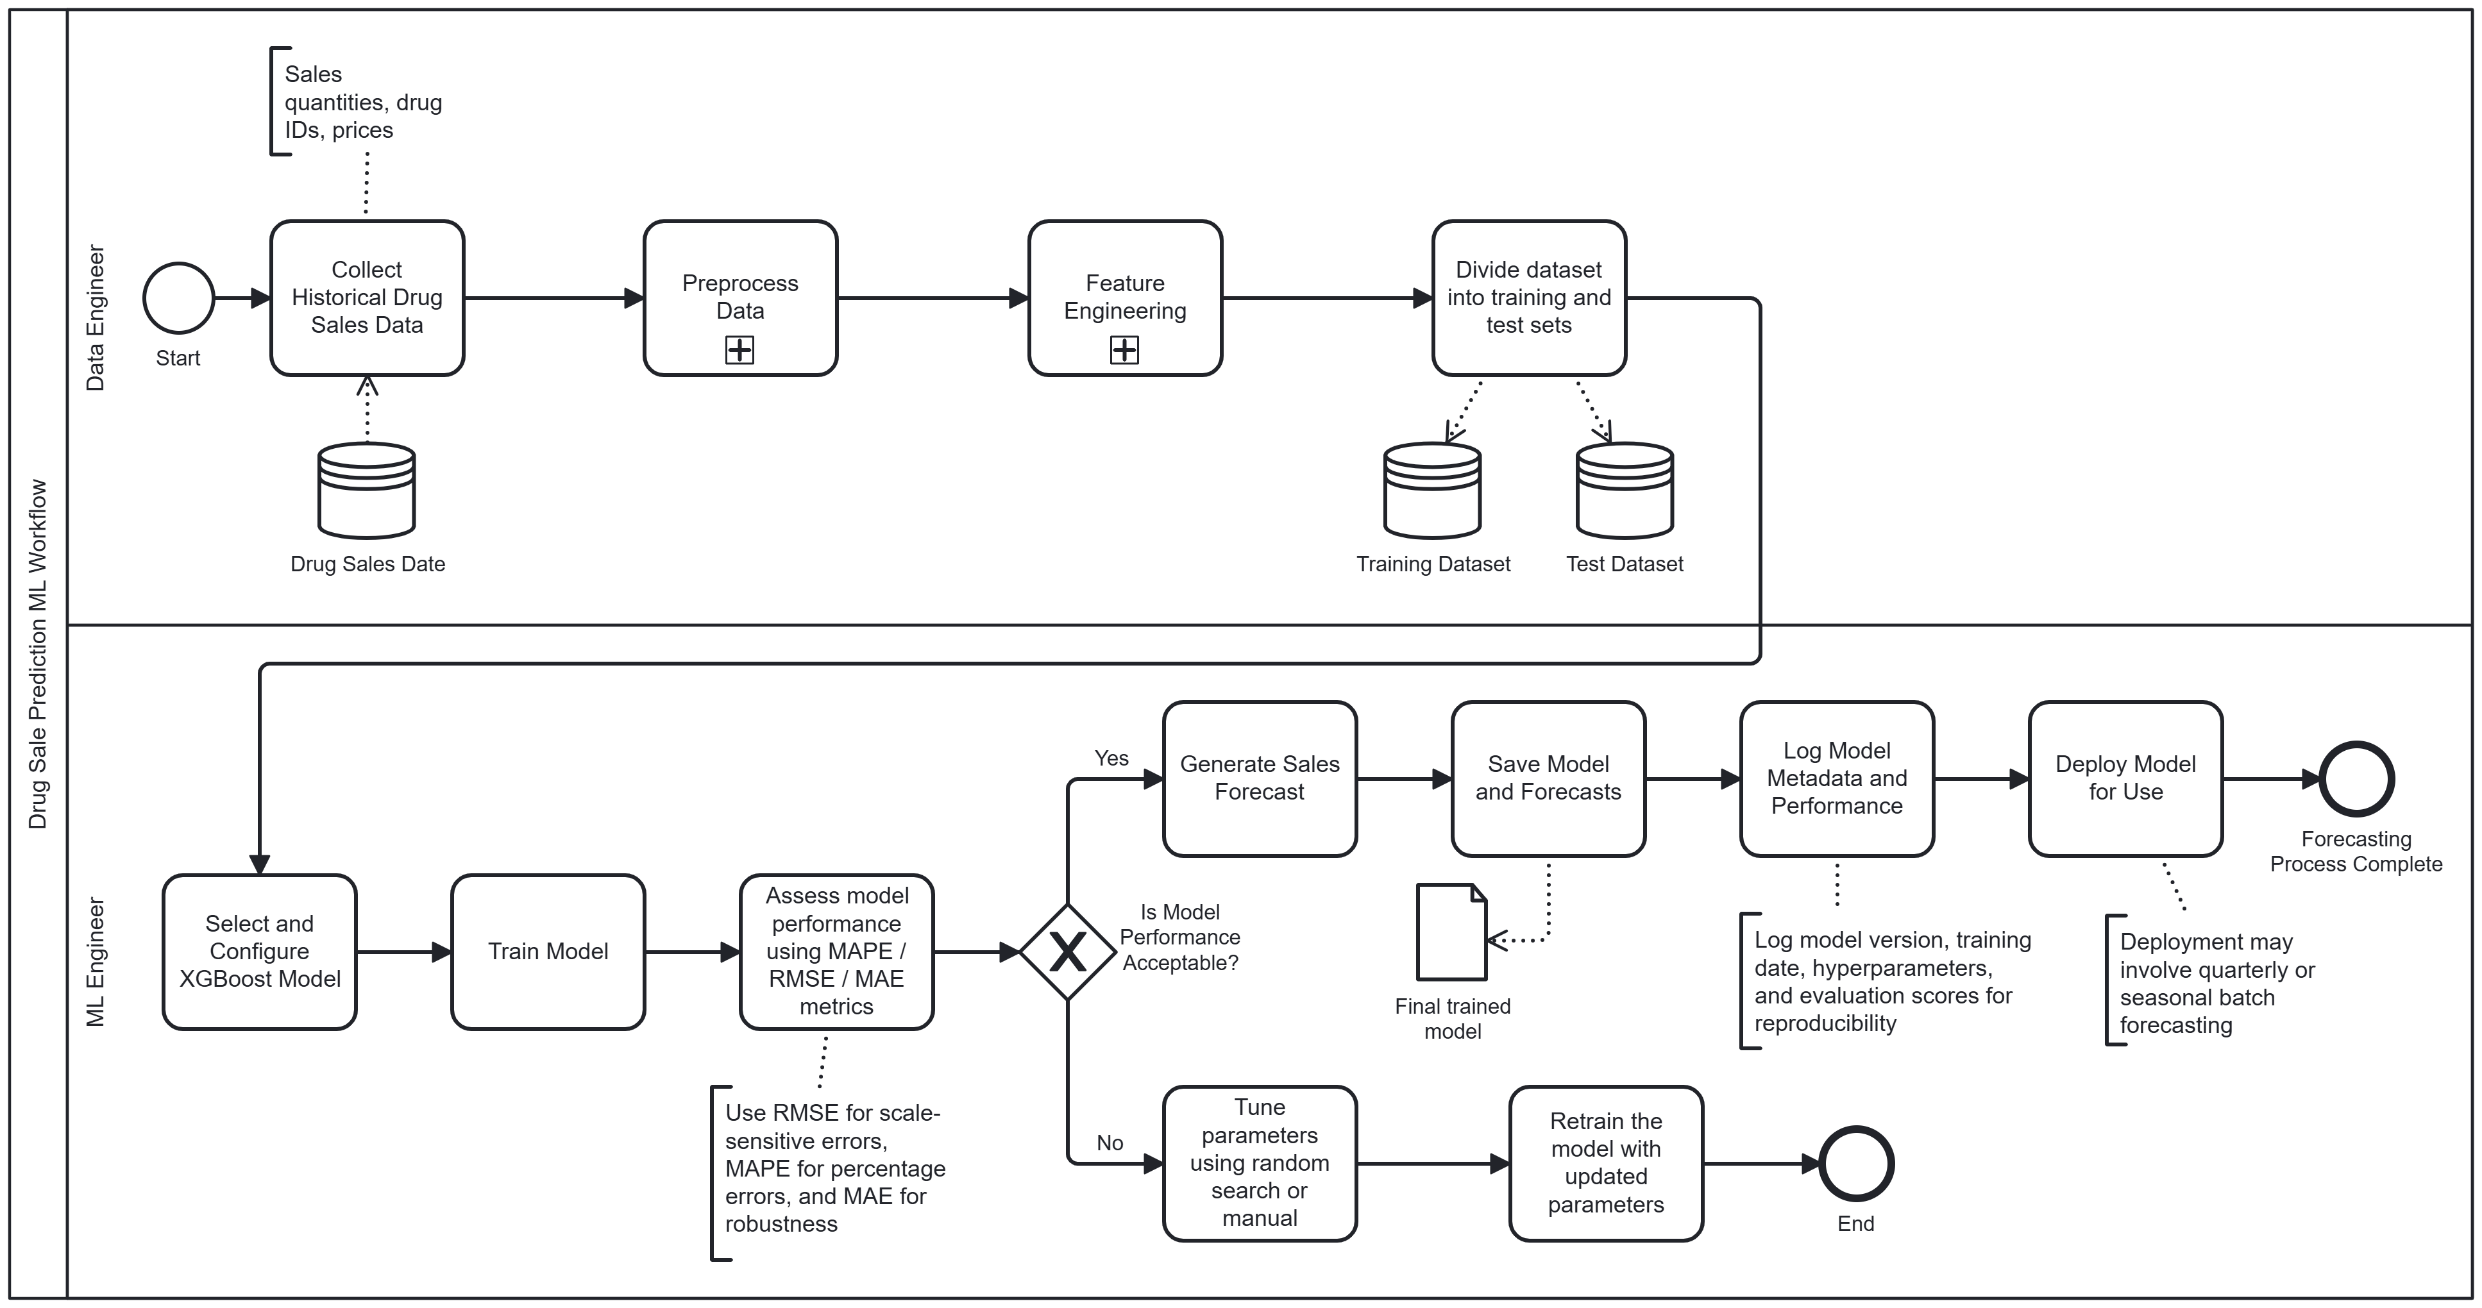 Drug Sale Prediction ML Workflow
Data Engineer
Sales
quantities, drug
IDs, prices
Start
Collect
Historical Drug
Sales Data
Drug Sales Date
Preprocess
Data
Feature
Engineering
Divide dataset
into training and
test sets
Training Dataset
Test Dataset
ML Engineer
Select and
Configure
XGBoost Model
Train Model
Assess model
performance
using MAPE /
RMSE / MAE
metrics
Use RMSE for scale-
sensitive errors,
MAPE for percentage
errors, and MAE for
robustness
Is Model
Performance
Acceptable?
Yes
Generate Sales
Forecast
Save Model
and Forecasts
Final trained
model
Log Model
Metadata and
Performance
Log model version, training
date, hyperparameters,
and evaluation scores for
reproducibility
Deploy Model
for Use
Deployment may
involve quarterly or
seasonal batch
forecasting
Forecasting
Process Complete
No
Tune
parameters
using random
search or
manual
Retrain the
model with
updated
parameters
End